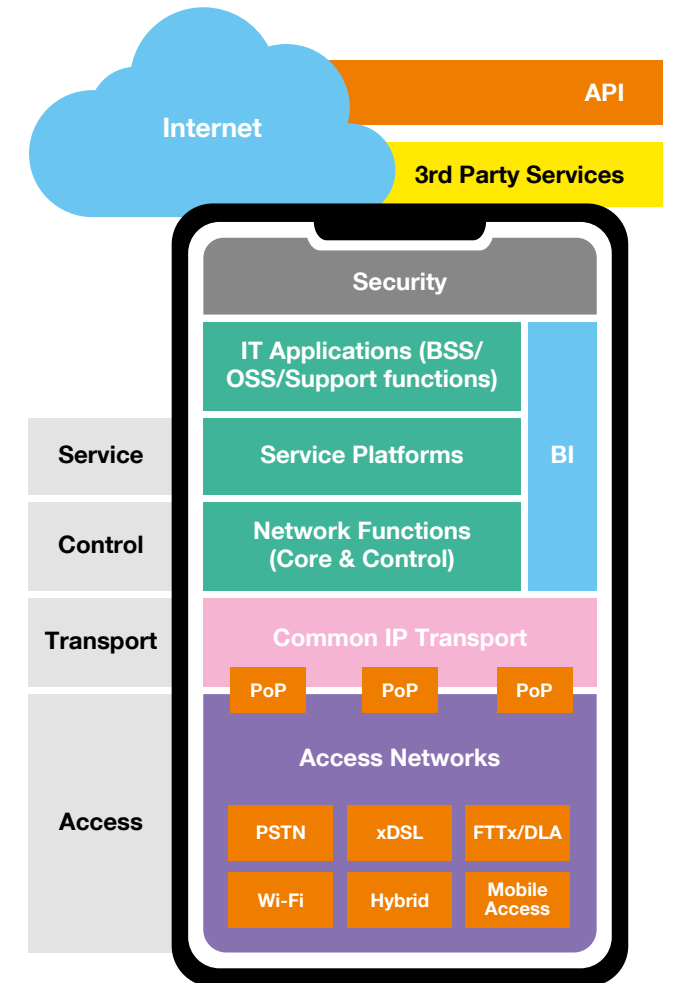 API
Internet
3rd Party Services
Security
IT Applications (BSS/
OSS/Support functions)
BI
Service
Service Platforms
Control
Network Functions
(Core & Control)
Transport
Common IP Transport
PoP
PoP
PoP
Access Networks
Access
PSTN
xDSL
FTTx/DLA
Wi-Fi
Hybrid
Mobile
Access